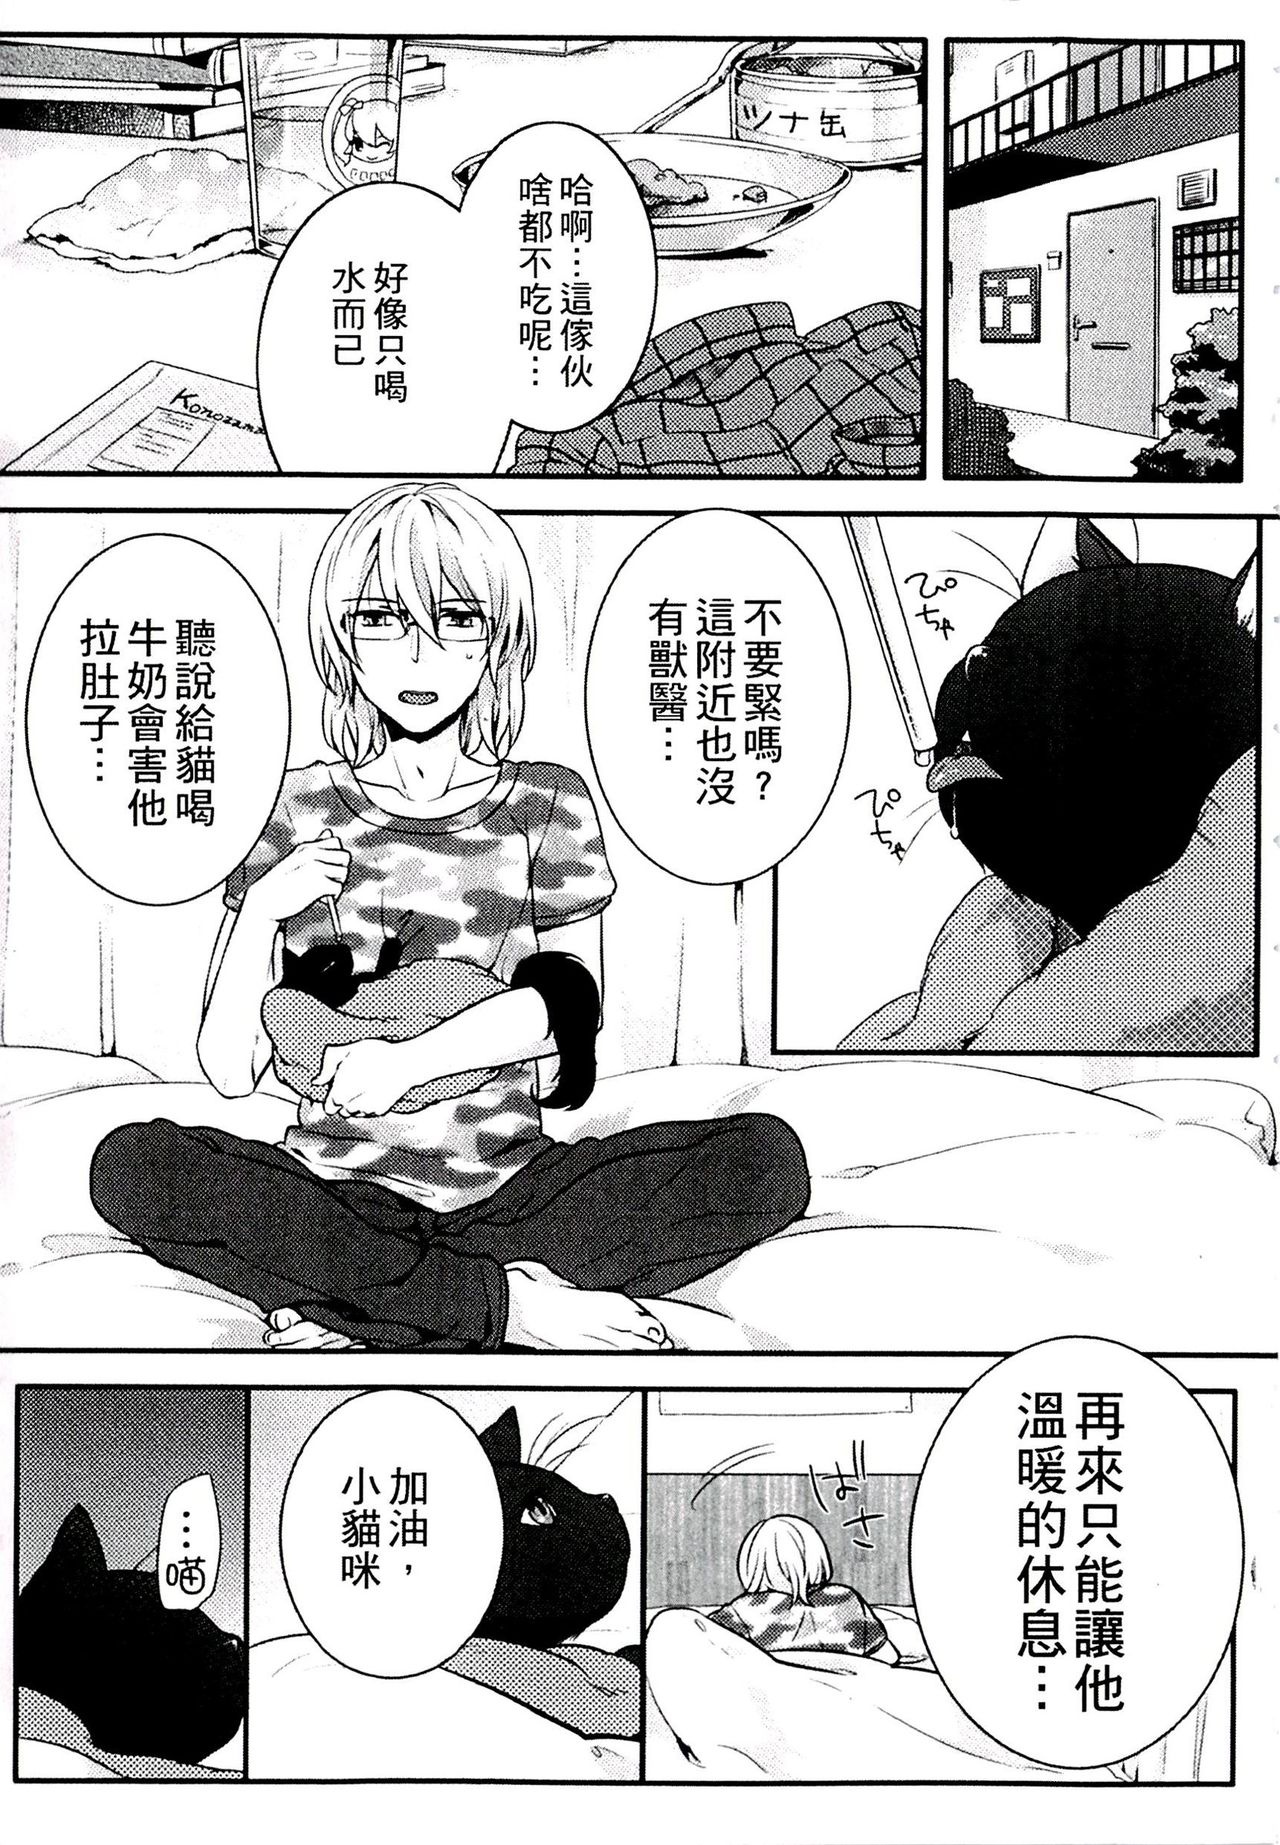 ツナ缶
哈啊…這傢伙
啥都不吃呢…
好像只喝
水而已
ぴちゃ
ぴちゃ
不要緊嗎？
這附近也沒
有獸醫…
聽說給貓喝
牛奶會害他
拉肚子…
再來只能讓他
溫暖的休息…
ばさっ
加油，
小貓咪
…喵